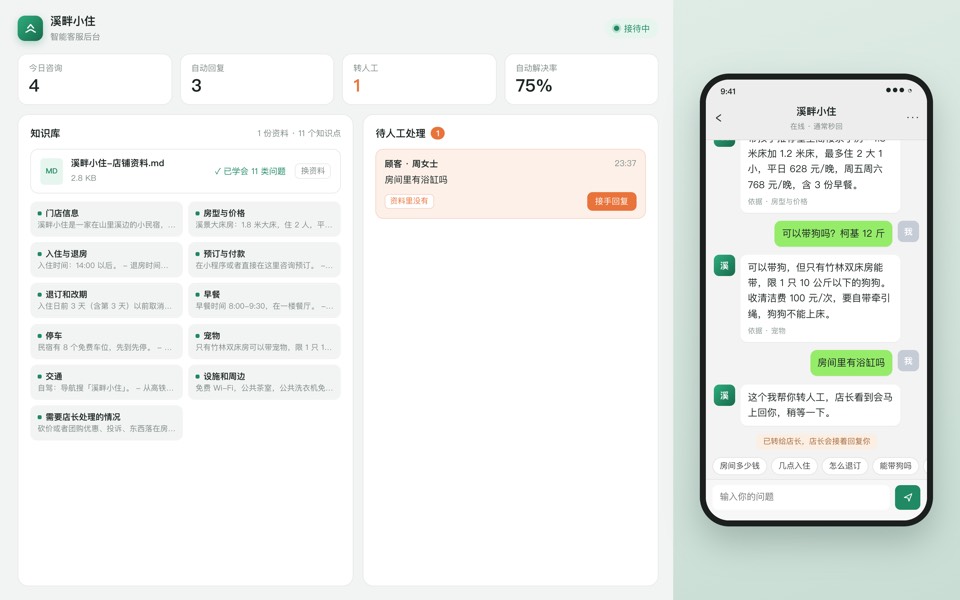 溪畔小住
智能客服后台
接待中
今日咨询
4
自动回复
3
转人工
1
自动解决率
75%
知识库
1 份资料 · 11 个知识点
MD
溪畔小住-店铺资料.md
2.8 KB
✓ 已学会 11 类问题
换资料
门店信息
溪畔小住是一家在山里溪边的小民宿，...
房型与价格
溪景大床房：1.8 米大床，住 2 人，平...
入住与退房
入住时间：14:00 以后。 – 退房时间...
预订与付款
在小程序或者直接在这里咨询预订。 –...
退订和改期
入住日前 3 天（含第 3 天）以前取消...
早餐
早餐时间 8:00–9:30，在一楼餐厅。 –...
停车
民宿有 8 个免费车位，先到先停。 – ...
宠物
只有竹林双床房可以带宠物，限 1 只 1...
交通
自驾：导航搜「溪畔小住」。 – 从高铁...
设施和周边
免费 Wi-Fi，公共茶室，公共洗衣机免...
需要店长处理的情况
砍价或者团购优惠、投诉、东西落在房...
待人工处理
1
顾客 · 周女士
23:37
房间里有浴缸吗
资料里没有
接手回复
9:41
溪畔小住
在线 · 通常秒回
米床加 1.2 米床，最多住 2 大 1
小，平日 628 元/晚，周五周六
768 元/晚，含 3 份早餐。
依据 · 房型与价格
可以带狗吗？柯基 12 斤
我
溪
可以带狗，但只有竹林双床房能
带，限 1 只 10 公斤以下的狗狗。
收清洁费 100 元/次，要自带牵引
绳，狗狗不能上床。
依据 · 宠物
房间里有浴缸吗
我
溪
这个我帮你转人工，店长看到会马
上回你，稍等一下。
已转给店长，店长会接着回复你
房间多少钱
几点入住
怎么退订
能带狗吗
输入你的问题